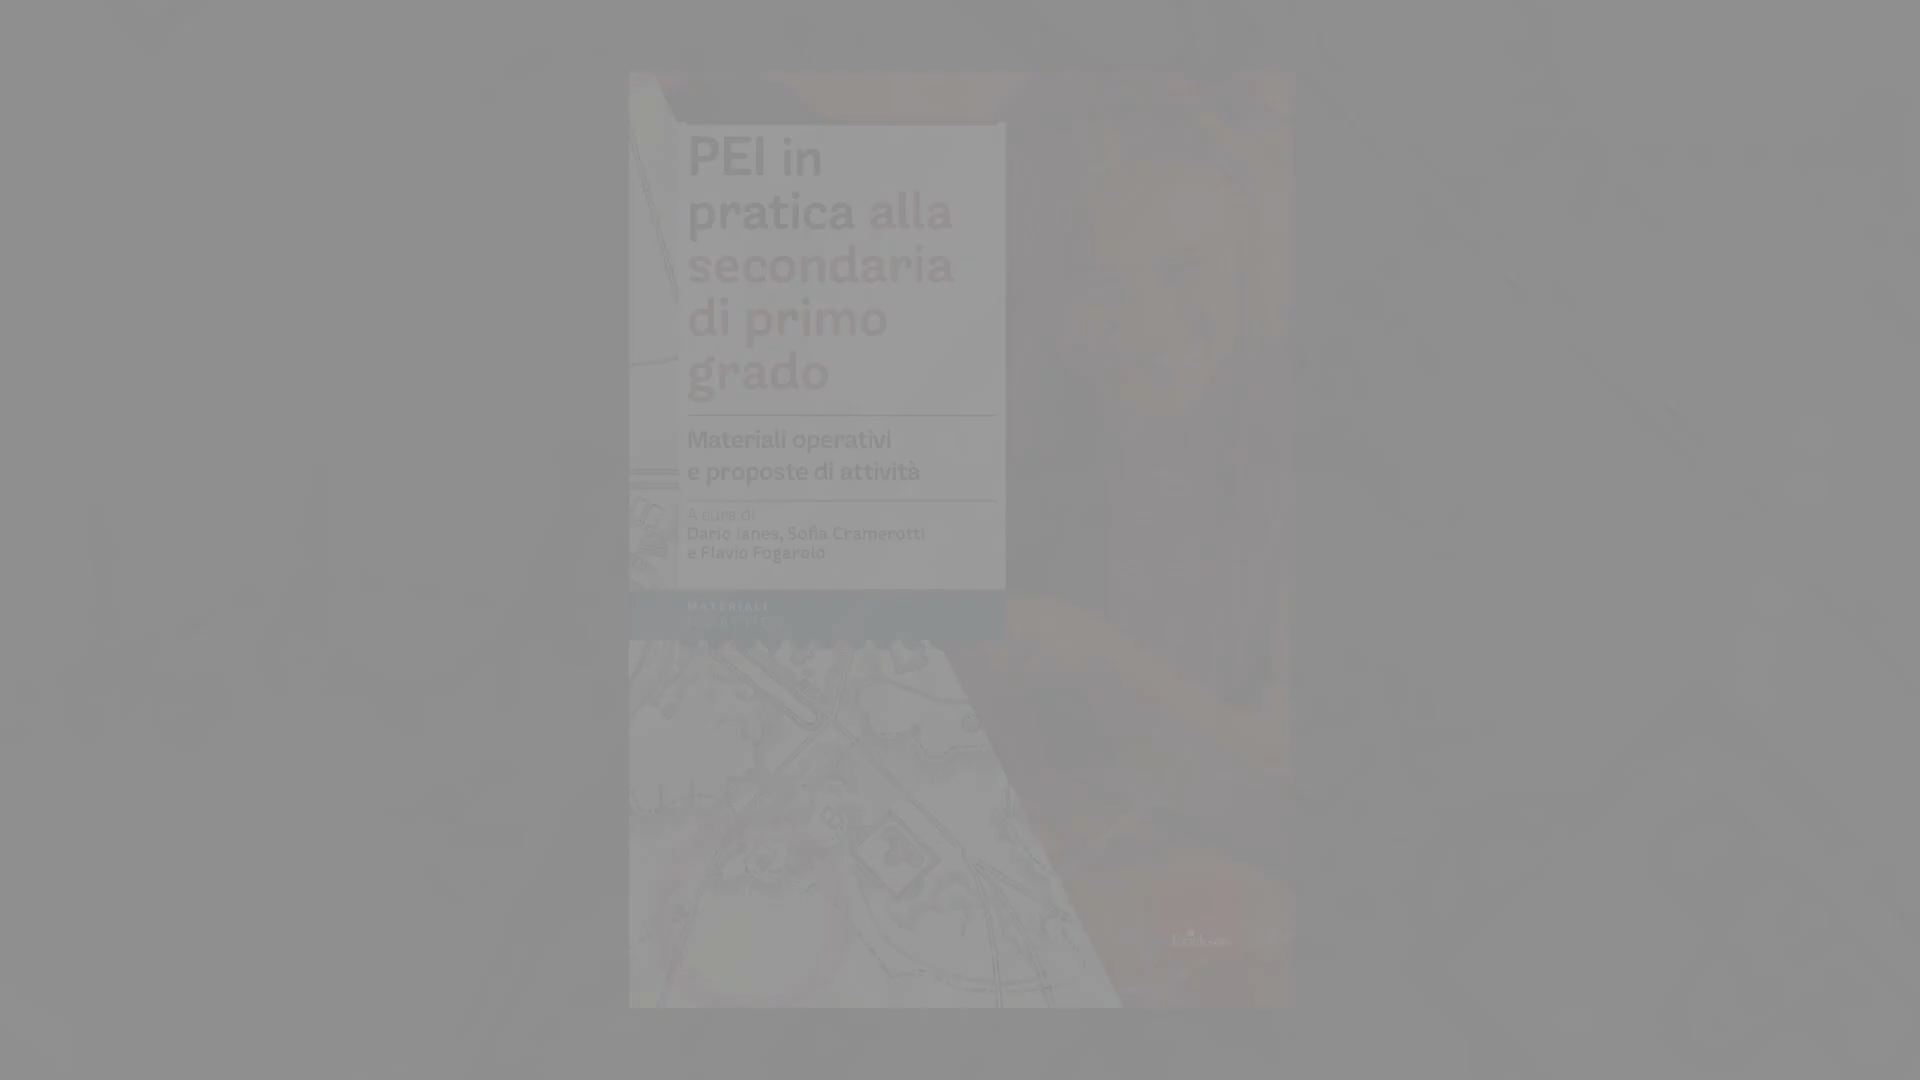 PEI in
pratica alla
secondaria
di primo
grado
Materiali operativi
e proposte di attività
A cura di
Dario Ianes, Sofia Cramerotti
e Flavio Fogarolo
MATERIALI
Erickson